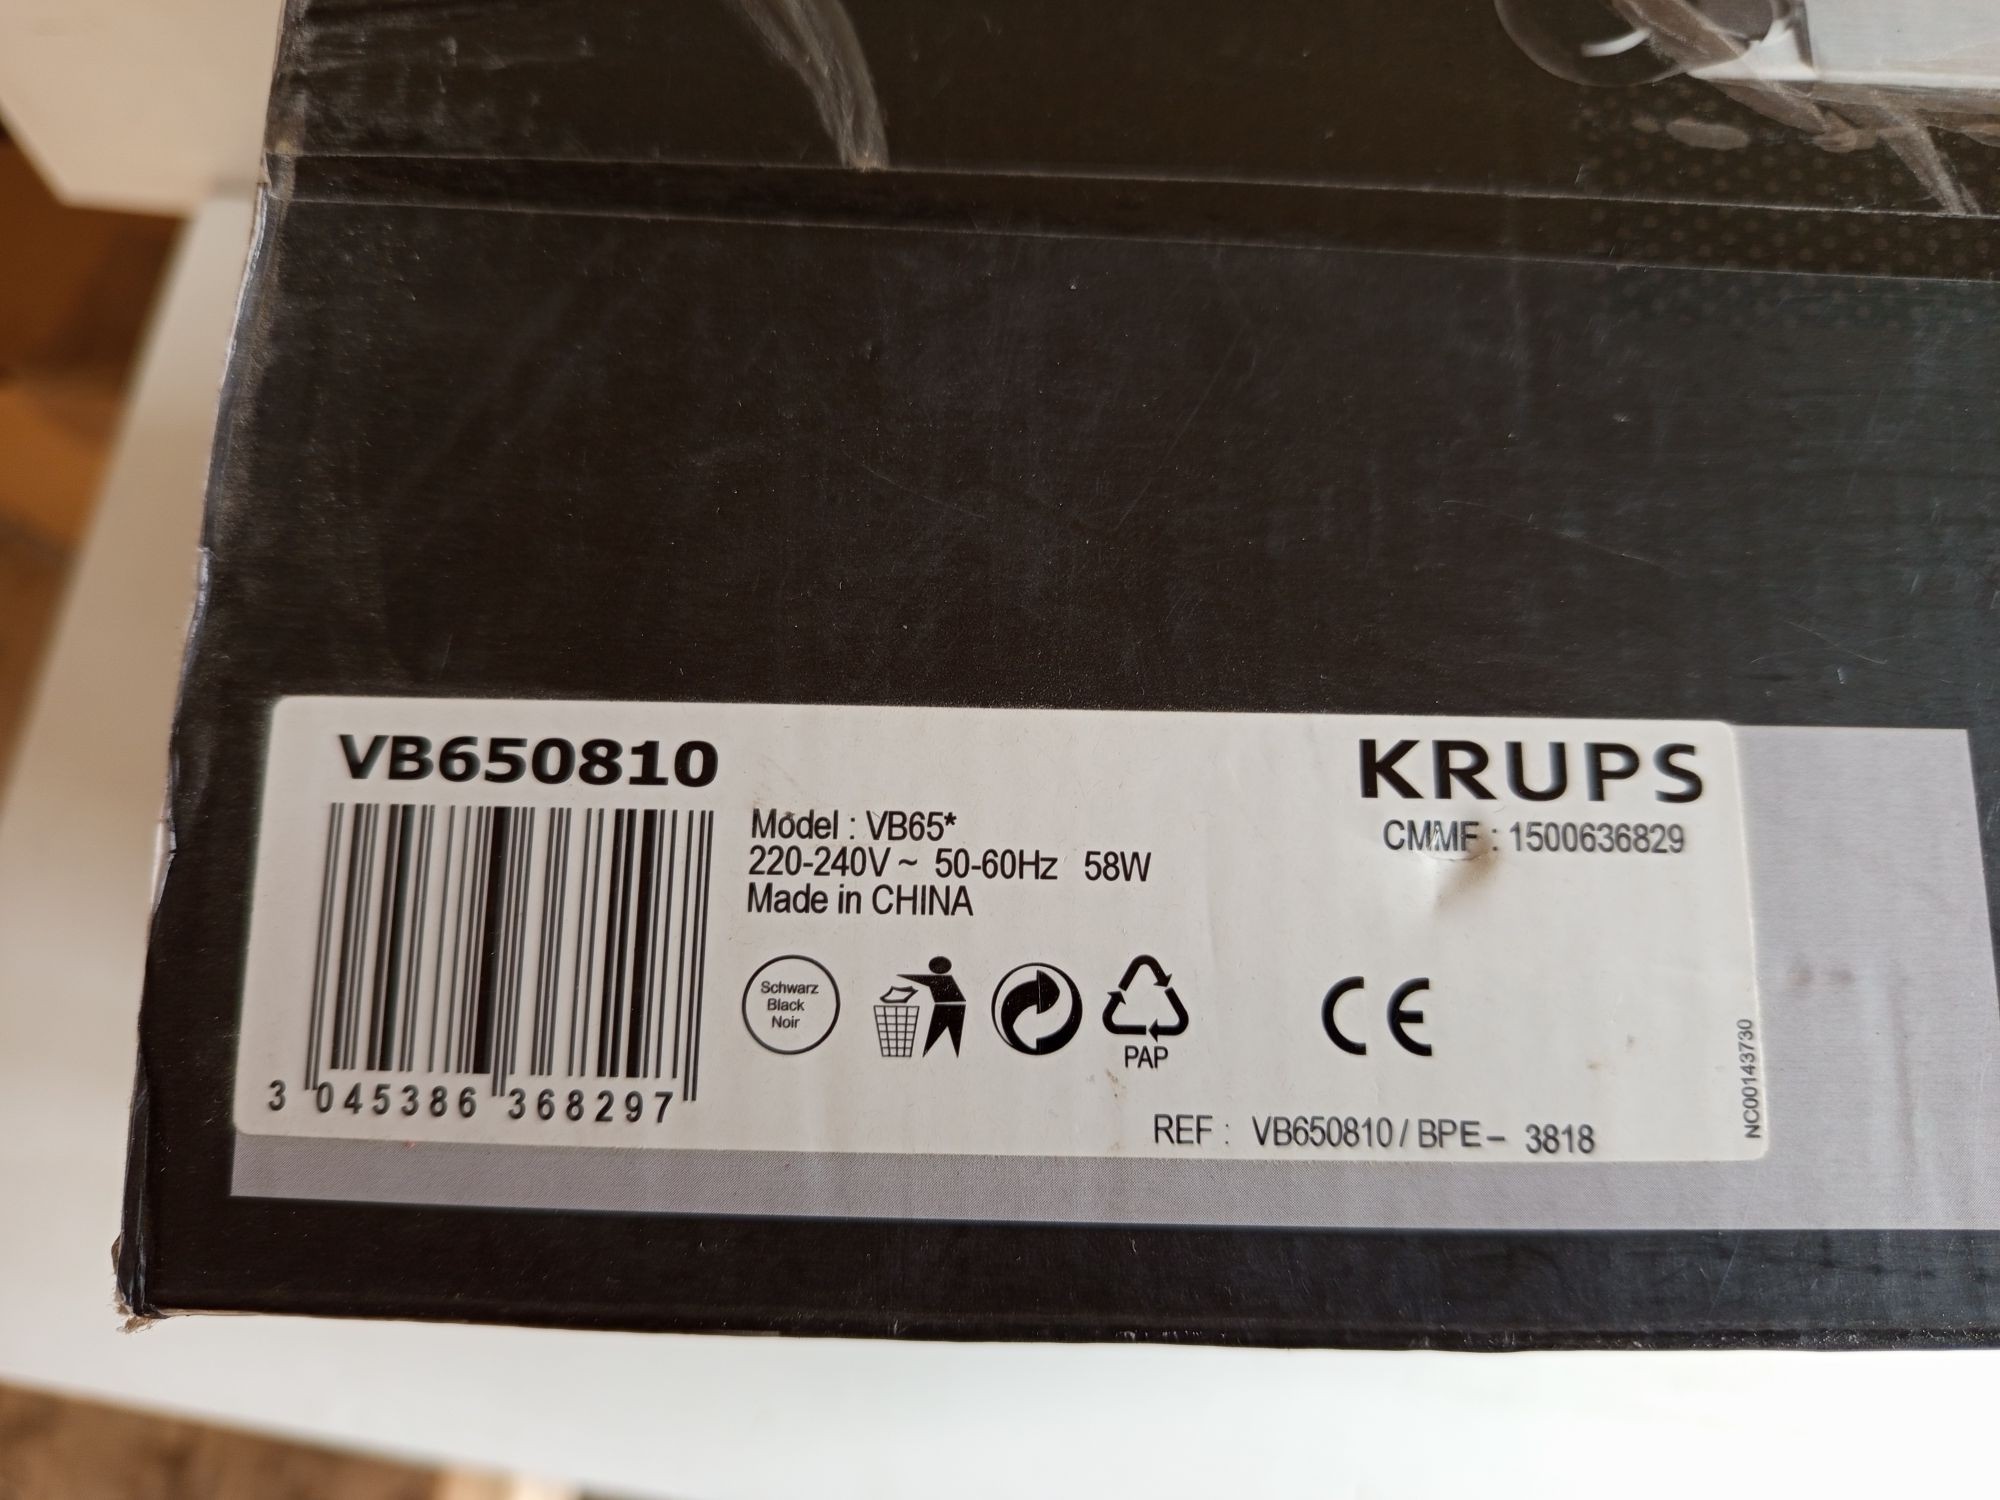 VB650810
KRUPS
Model : VB65*
CMMF : 1500636829
220-240V ~ 50-60Hz 58W
Made in CHINA
Schwarz
Black
Noir
PAP
CE
3 045386 368297
REF : VB650810 / BPE - 3818
NC00143730